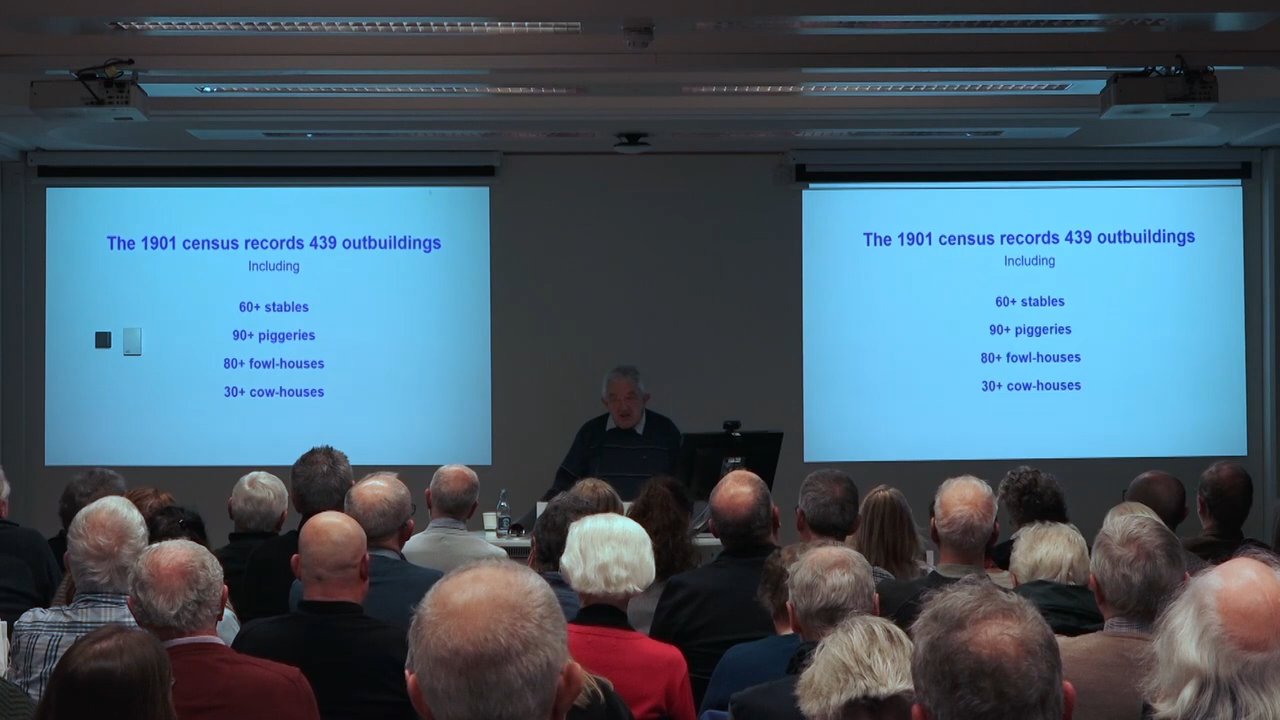 The 1901 census records 439 outbuildings
Including
60+ stables
90+ piggeries
80+ fowl-houses
30+ cow-houses
The 1901 census records 439 outbuildings
Including
60+ stables
90+ piggeries
80+ fowl-houses
30+ cow-houses